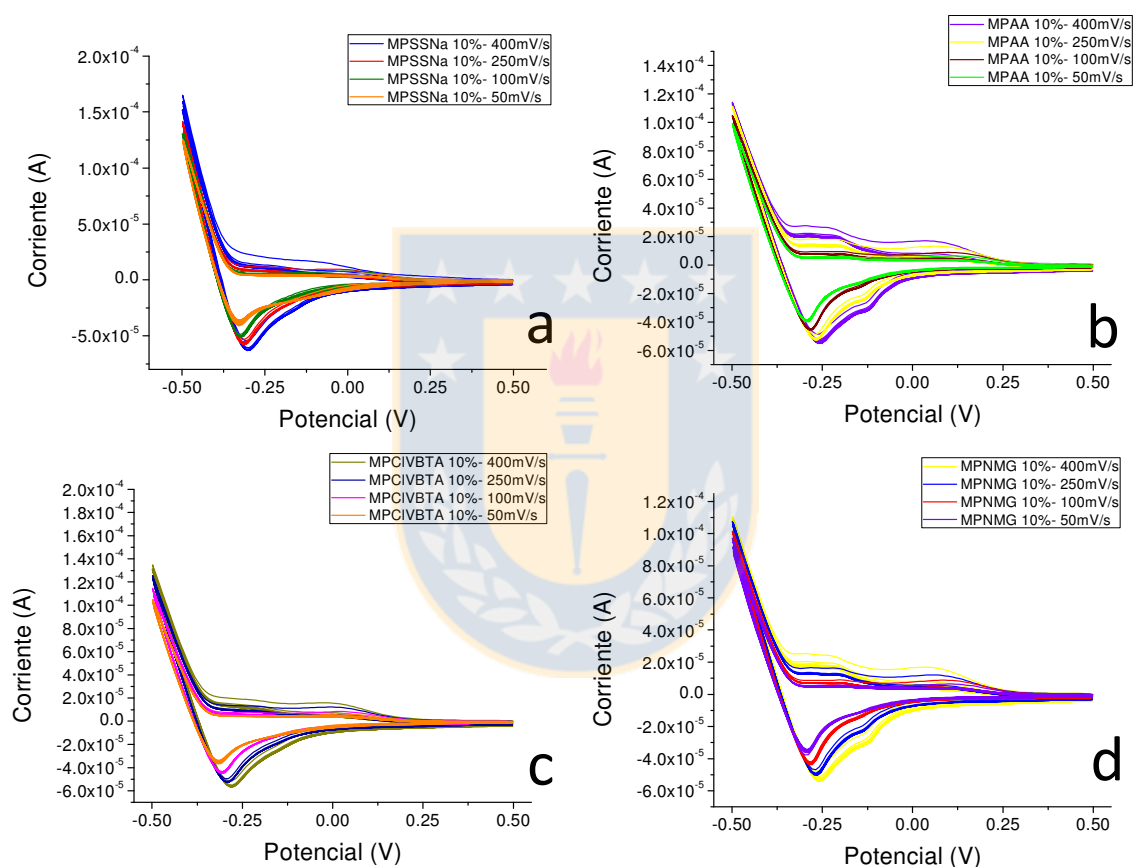 MPSSNa 10%- 400mV/s
MPSSNa 10%- 250mV/s
MPSSNa 10%- 100mV/s
MPSSNa 10%- 50mV/s
2.0x10⁻⁴
1.5x10⁻⁴
1.0x10⁻⁴
5.0x10⁻⁵
0.0
-5.0x10⁻⁵
Corriente (A)
-0.50 -0.25 0.00 0.25 0.50
Potencial (V)
a
MPAA 10%- 400mV/s
MPAA 10%- 250mV/s
MPAA 10%- 100mV/s
MPAA 10%- 50mV/s
1.4x10⁻⁴
1.2x10⁻⁴
1.0x10⁻⁴
8.0x10⁻⁵
6.0x10⁻⁵
4.0x10⁻⁵
2.0x10⁻⁵
0.0
-2.0x10⁻⁵
-4.0x10⁻⁵
-6.0x10⁻⁵
Corriente (A)
-0.50 -0.25 0.00 0.25 0.50
Potencial (V)
b
MPClVBTA 10%- 400mV/s
MPClVBTA 10%- 250mV/s
MPClVBTA 10%- 100mV/s
MPClVBTA 10%- 50mV/s
2.0x10⁻⁴
1.8x10⁻⁴
1.6x10⁻⁴
1.4x10⁻⁴
1.2x10⁻⁴
1.0x10⁻⁴
8.0x10⁻⁵
6.0x10⁻⁵
4.0x10⁻⁵
2.0x10⁻⁵
0.0
-2.0x10⁻⁵
-4.0x10⁻⁵
-6.0x10⁻⁵
Corriente (A)
-0.50 -0.25 0.00 0.25 0.50
Potencial (V)
c
MPNMG 10%- 400mV/s
MPNMG 10%- 250mV/s
MPNMG 10%- 100mV/s
MPNMG 10%- 50mV/s
1.2x10⁻⁴
1.0x10⁻⁴
8.0x10⁻⁵
6.0x10⁻⁵
4.0x10⁻⁵
2.0x10⁻⁵
0.0
-2.0x10⁻⁵
-4.0x10⁻⁵
-6.0x10⁻⁵
Corriente (A)
-0.50 -0.25 0.00 0.25 0.50
Potencial (V)
d